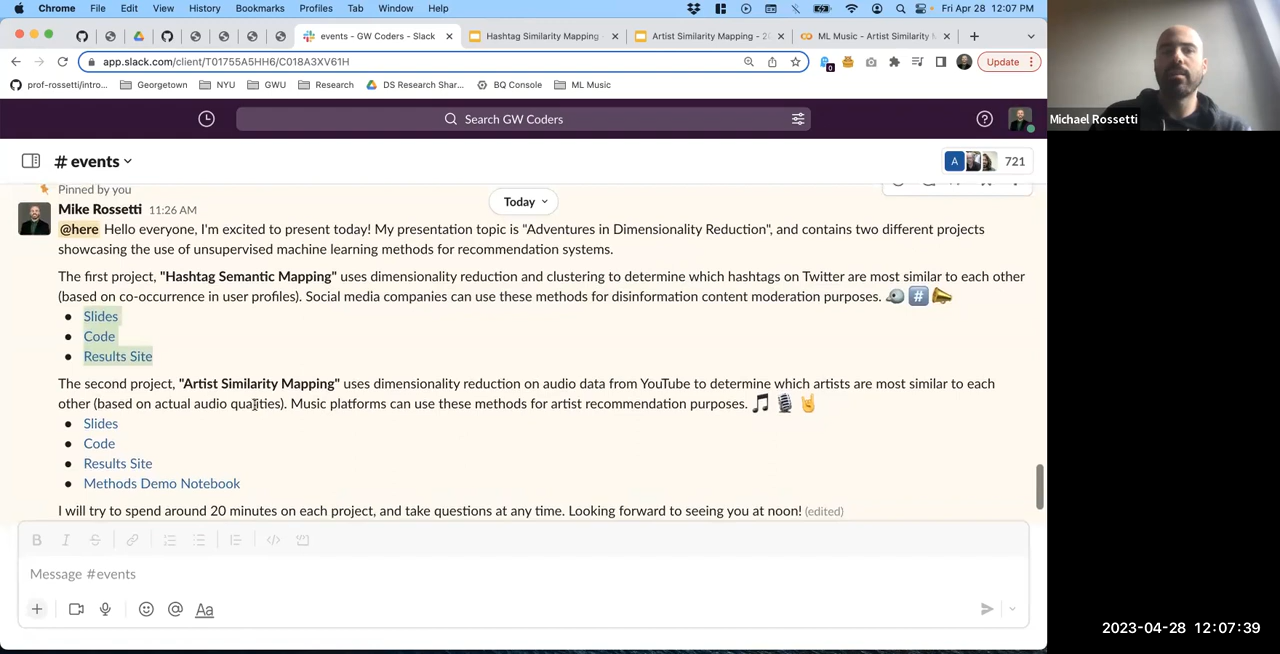 Chrome File Edit View History Bookmarks Profiles Tab Window Help Fri Apr 28 12:07 PM
events - GW Coders - Slack Hashtag Similarity Mapping Artist Similarity Mapping - 2 ML Music - Artist Similarity
app.slack.com/client/T01755A5HH6/C018A3XV61H 0 Update
prof-rossetti/intro... Georgetown NYU GWU Research DS Research Shar... BQ Console ML Music
Search GW Coders
Michael Rossetti
# events A 721
Pinned by you
Today
Mike Rossetti 11:26 AM
@here Hello everyone, I'm excited to present today! My presentation topic is "Adventures in Dimensionality Reduction", and contains two different projects
showcasing the use of unsupervised machine learning methods for recommendation systems.
The first project, "Hashtag Semantic Mapping" uses dimensionality reduction and clustering to determine which hashtags on Twitter are most similar to each other
(based on co-occurrence in user profiles). Social media companies can use these methods for disinformation content moderation purposes. #
• Slides
• Code
• Results Site
The second project, "Artist Similarity Mapping" uses dimensionality reduction on audio data from YouTube to determine which artists are most similar to each
other (based on actual audio qualities). Music platforms can use these methods for artist recommendation purposes.
• Slides
• Code
• Results Site
• Methods Demo Notebook
I will try to spend around 20 minutes on each project, and take questions at any time. Looking forward to seeing you at noon! (edited)
B I S
Message #events
+ @ Aa
2023-04-28 12:07:39